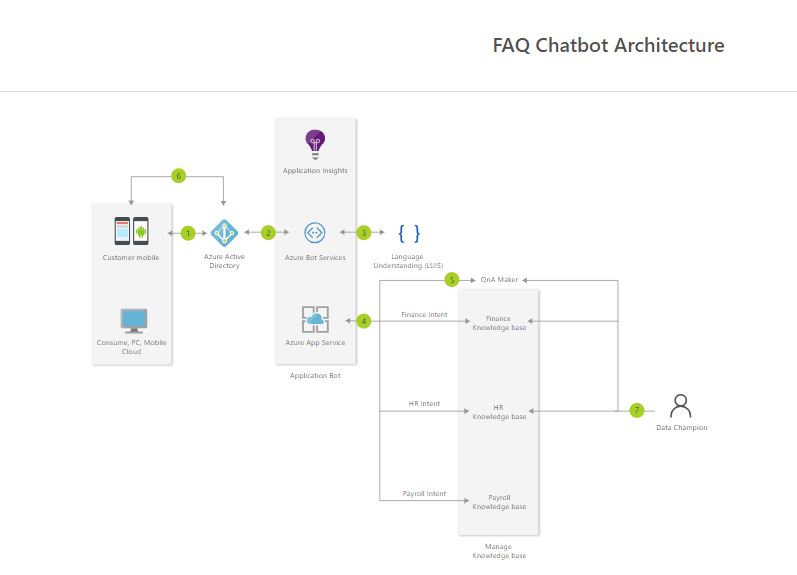 FAQ Chatbot Architecture
Application Insights
6
Customer mobile
1
Azure Active
Directory
2
Azure Bot Services
3
Language
Understanding (LUIS)
5
QnA Maker
Consume, PC, Mobile
Cloud
Azure App Service
4
Application Bot
Finance Intent
Finance
Knowledge base
HR Intent
HR
Knowledge base
7
Data Champion
Payroll Intent
Payroll
Knowledge base
Manage
Knowledge base